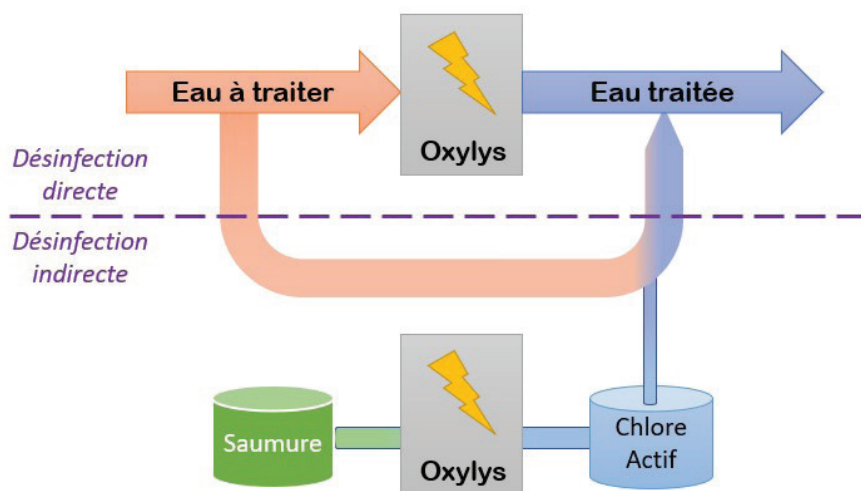 Eau à traiter
Oxylys
Eau traitée
Désinfection
directe
Désinfection
indirecte
Saumure
Oxylys
Chlore
Actif